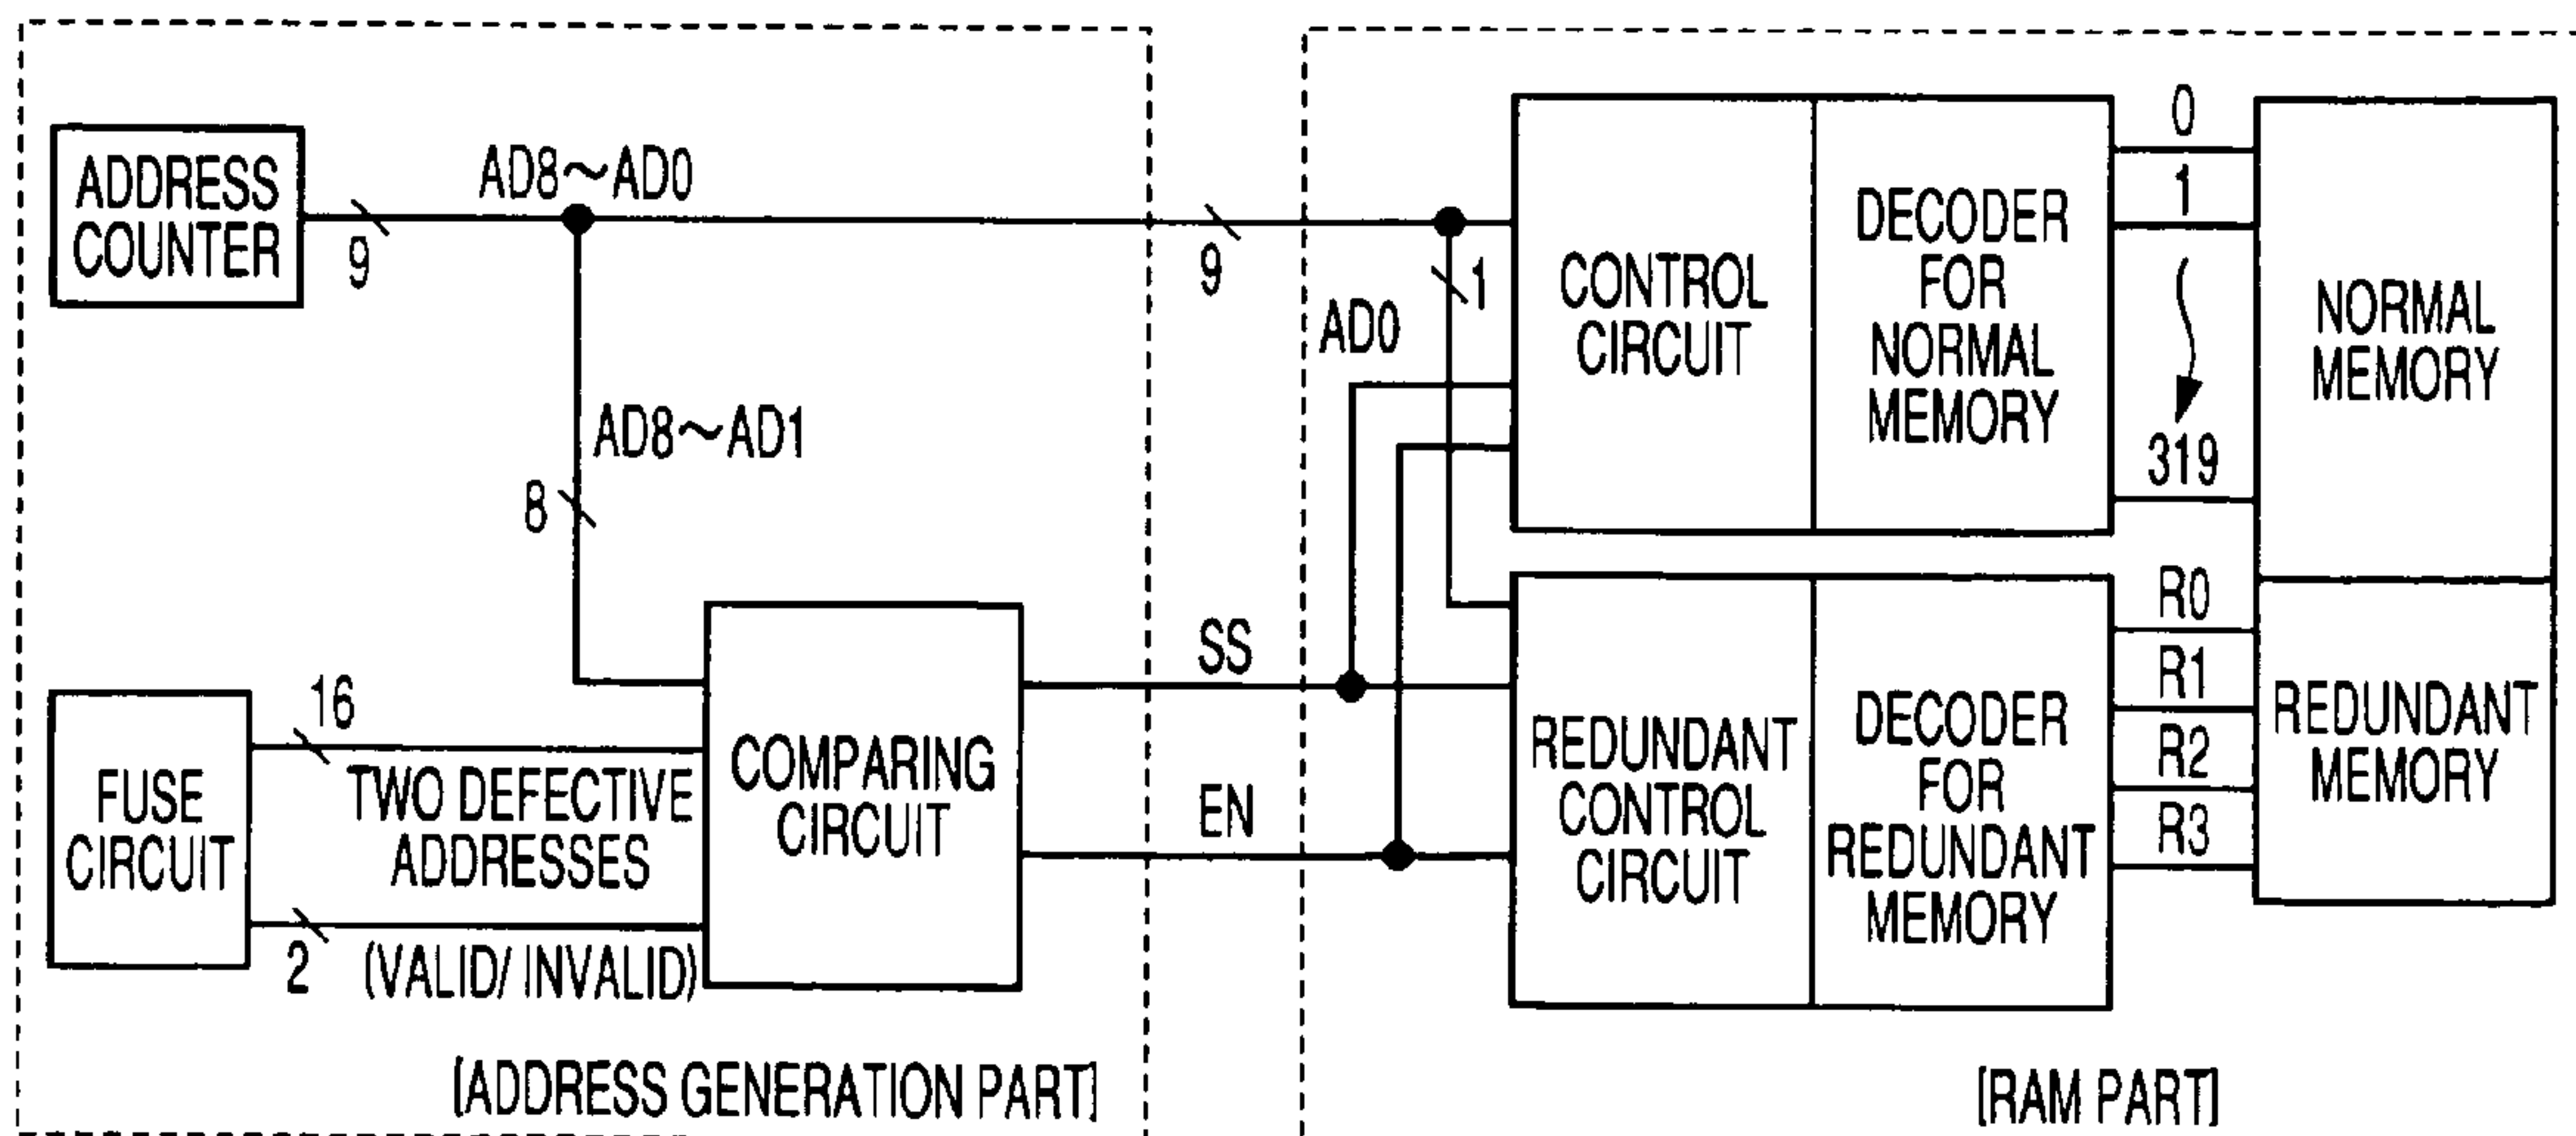 ADDRESS
COUNTER
9
AD8~AD0
9
AD8~AD1
8
FUSE
CIRCUIT
16
TWO DEFECTIVE
ADDRESSES
2
(VALID/ INVALID)
COMPARING
CIRCUIT
[ADDRESS GENERATION PART]
SS
EN
AD0
1
CONTROL
CIRCUIT
DECODER
FOR
NORMAL
MEMORY
0
1
319
NORMAL
MEMORY
REDUNDANT
CONTROL
CIRCUIT
DECODER
FOR
REDUNDANT
MEMORY
R0
R1
R2
R3
REDUNDANT
MEMORY
[RAM PART]